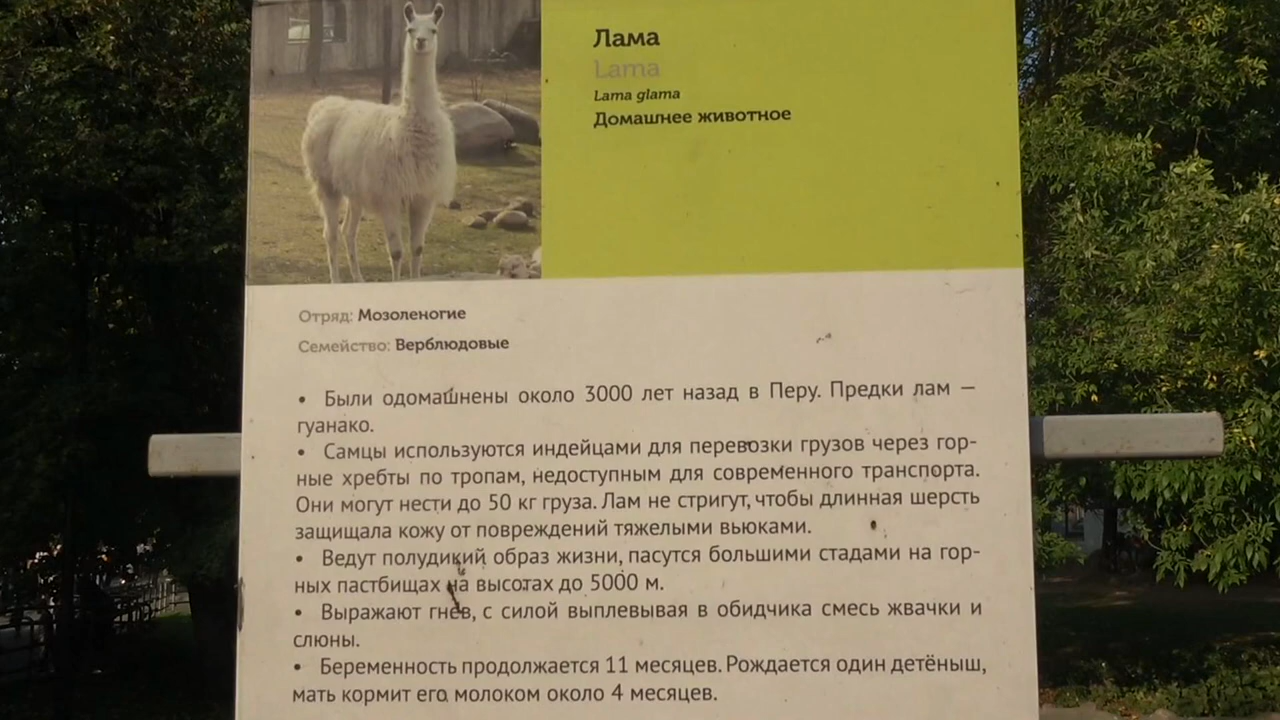 Лама
Lama
Lama glama
Домашнее животное
Отряд: Мозоленогие
Семейство: Верблюдовые
• Были одомашнены около 3000 лет назад в Перу. Предки лам —
гуанако.
• Самцы используются индейцами для перевозки грузов через гор-
ные хребты по тропам, недоступным для современного транспорта.
Они могут нести до 50 кг груза. Лам не стригут, чтобы длинная шерсть
защищала кожу от повреждений тяжелыми вьюками.
• Ведут полудикий образ жизни, пасутся большими стадами на гор-
ных пастбищах на высотах до 5000 м.
• Выражают гнев, с силой выплевывая в обидчика смесь жвачки и
слюны.
• Беременность продолжается 11 месяцев. Рождается один детёныш,
мать кормит его молоком около 4 месяцев.